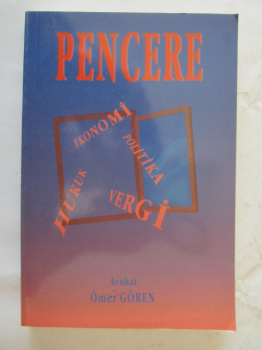 PENCERE
EKONOMİ
POLİTİKA
HUKUK
VERGİ
Avukat
Ömer GÖREN